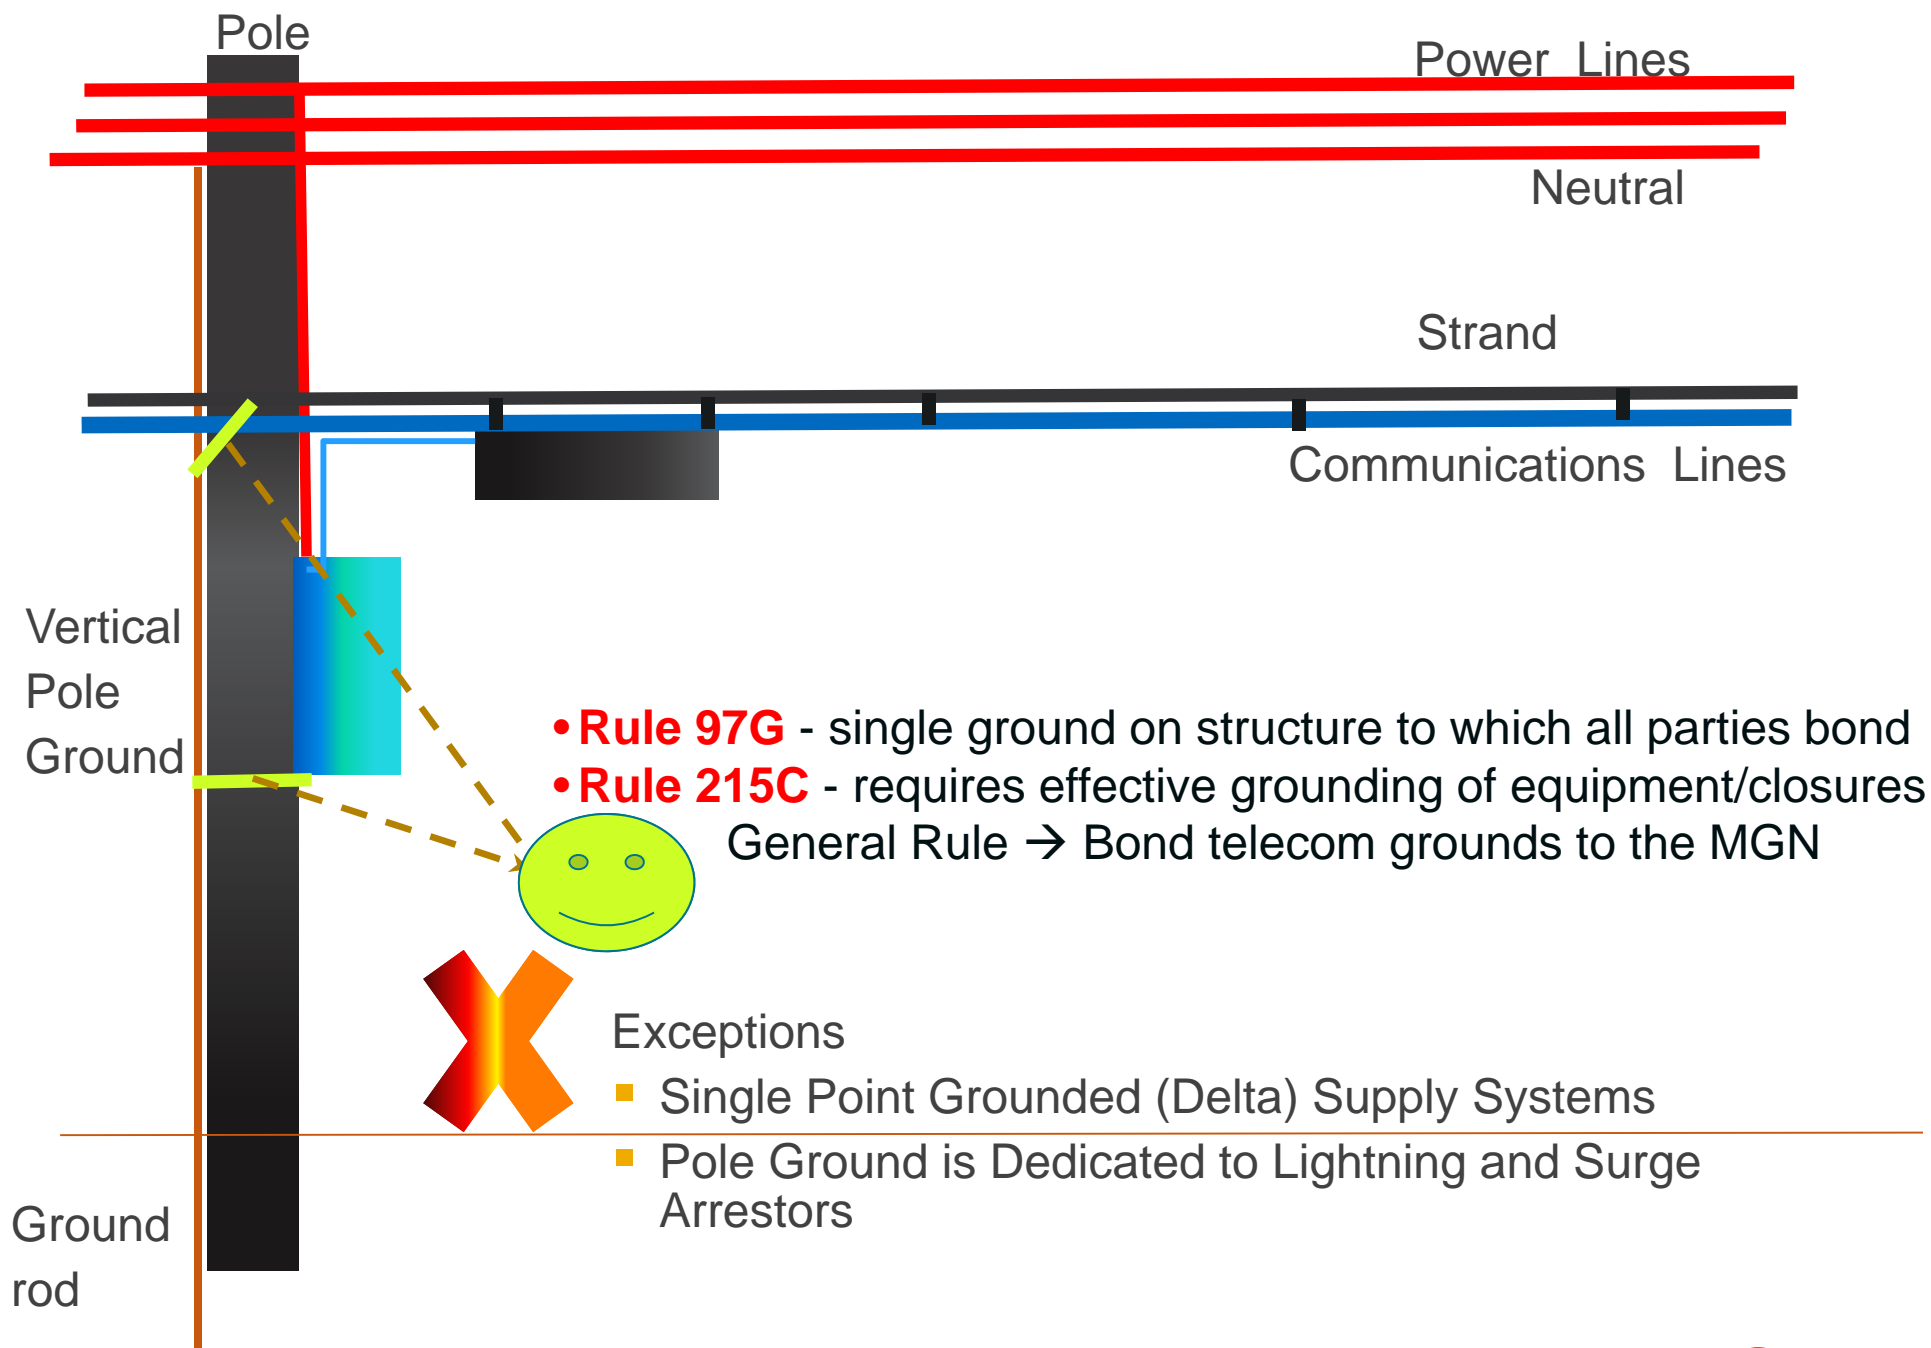 Pole
Power Lines
Neutral
Strand
Communications Lines
Vertical
Pole
Ground
•Rule 97G - single ground on structure to which all parties bond
•Rule 215C - requires effective grounding of equipment/closures
General Rule → Bond telecom grounds to the MGN
Exceptions
▪ Single Point Grounded (Delta) Supply Systems
▪ Pole Ground is Dedicated to Lightning and Surge
Arrestors
Ground
rod